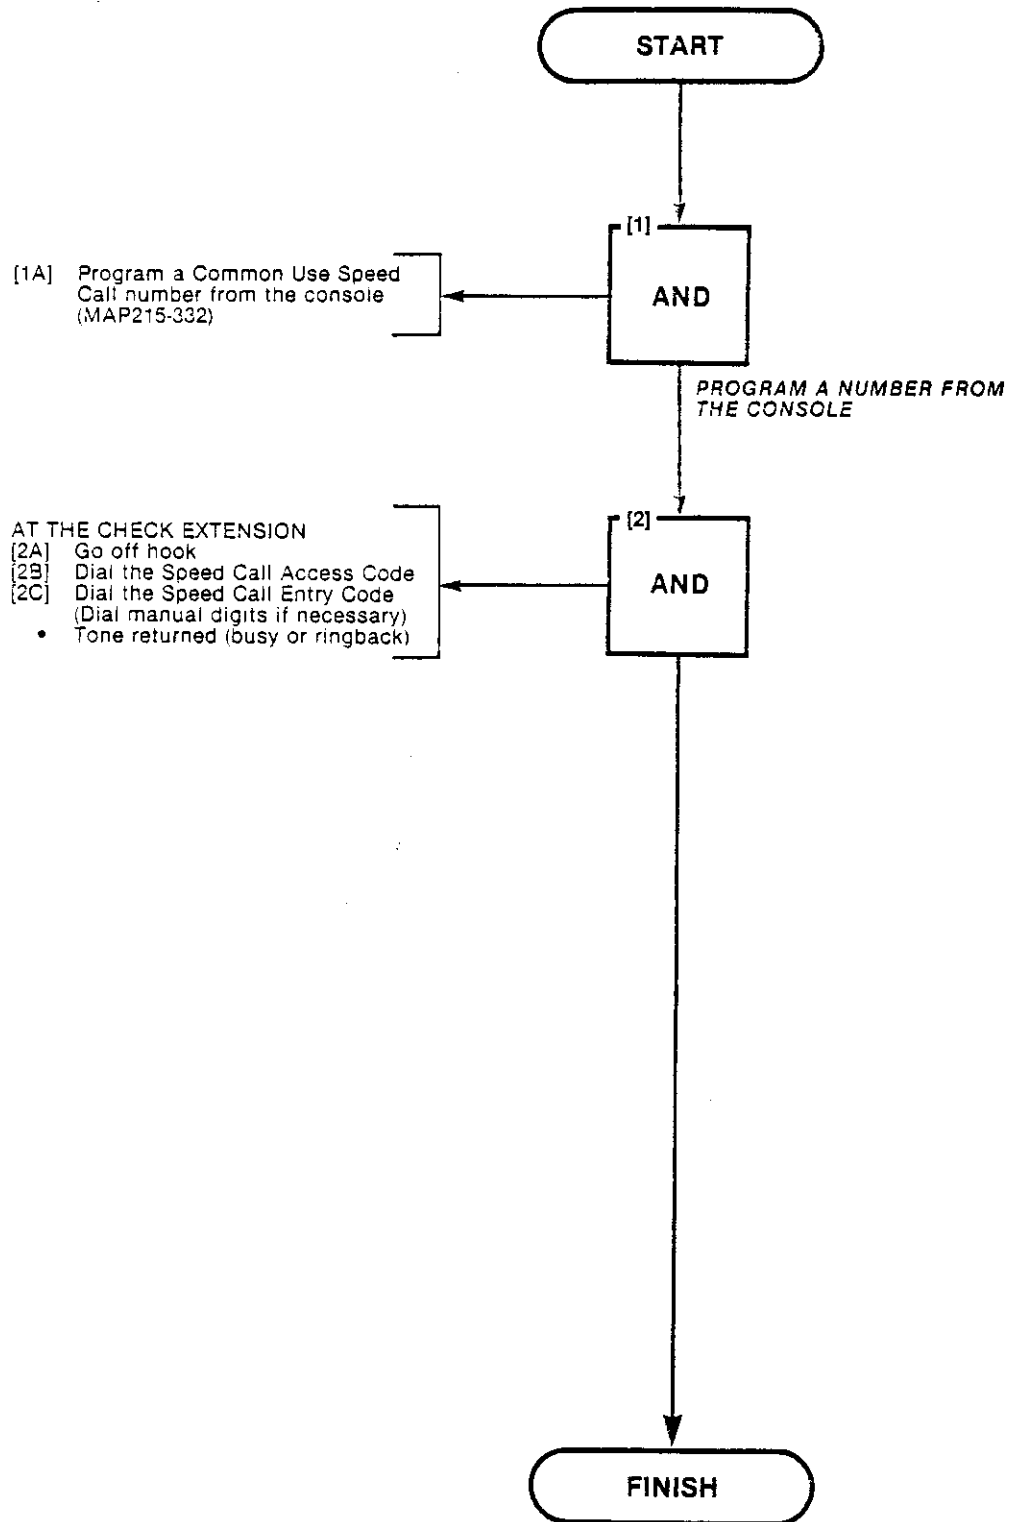 START
[1]
AND
[1A] Program a Common Use Speed
Call number from the console
(MAP215-332)
PROGRAM A NUMBER FROM
THE CONSOLE
[2]
AND
AT THE CHECK EXTENSION
[2A] Go off hook
[2B] Dial the Speed Call Access Code
[2C] Dial the Speed Call Entry Code
(Dial manual digits if necessary)
• Tone returned (busy or ringback)
FINISH